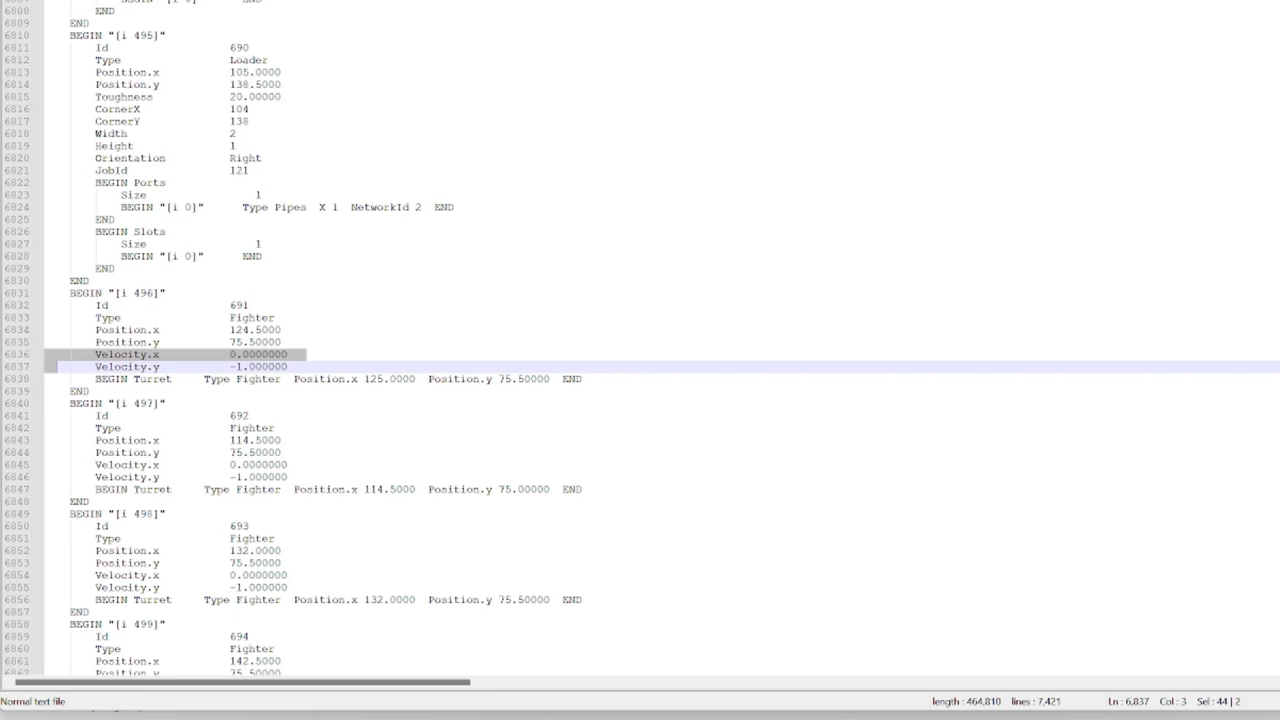 6808 END
6809 END
6810 BEGIN "[i 495]"
6811 Id 690
6812 Type Loader
6813 Position.x 105.0000
6814 Position.y 138.5000
6815 Toughness 20.00000
6816 CornerX 104
6817 CornerY 138
6818 Width 2
6819 Height 1
6820 Orientation Right
6821 JobId 121
6822 BEGIN Ports
6823 Size 1
6824 BEGIN "[i 0]" Type Pipes X 1 NetworkId 2 END
6825 END
6826 BEGIN Slots
6827 Size 1
6828 BEGIN "[i 0]" END
6829 END
6830 END
6831 BEGIN "[i 496]"
6832 Id 691
6833 Type Fighter
6834 Position.x 124.5000
6835 Position.y 75.50000
6836 Velocity.x 0.0000000
6837 Velocity.y -1.000000
6838 BEGIN Turret Type Fighter Position.x 125.0000 Position.y 75.50000 END
6839 END
6840 BEGIN "[i 497]"
6841 Id 692
6842 Type Fighter
6843 Position.x 114.5000
6844 Position.y 75.50000
6845 Velocity.x 0.0000000
6846 Velocity.y -1.000000
6847 BEGIN Turret Type Fighter Position.x 114.5000 Position.y 75.00000 END
6848 END
6849 BEGIN "[i 498]"
6850 Id 693
6851 Type Fighter
6852 Position.x 132.0000
6853 Position.y 75.50000
6854 Velocity.x 0.0000000
6855 Velocity.y -1.000000
6856 BEGIN Turret Type Fighter Position.x 132.0000 Position.y 75.50000 END
6857 END
6858 BEGIN "[i 499]"
6859 Id 694
6860 Type Fighter
6861 Position.x 142.5000
6862 Position.y 75.50000
Normal text file length : 464,810 lines : 7,421 Ln : 6,837 Col : 3 Sel : 44 | 2